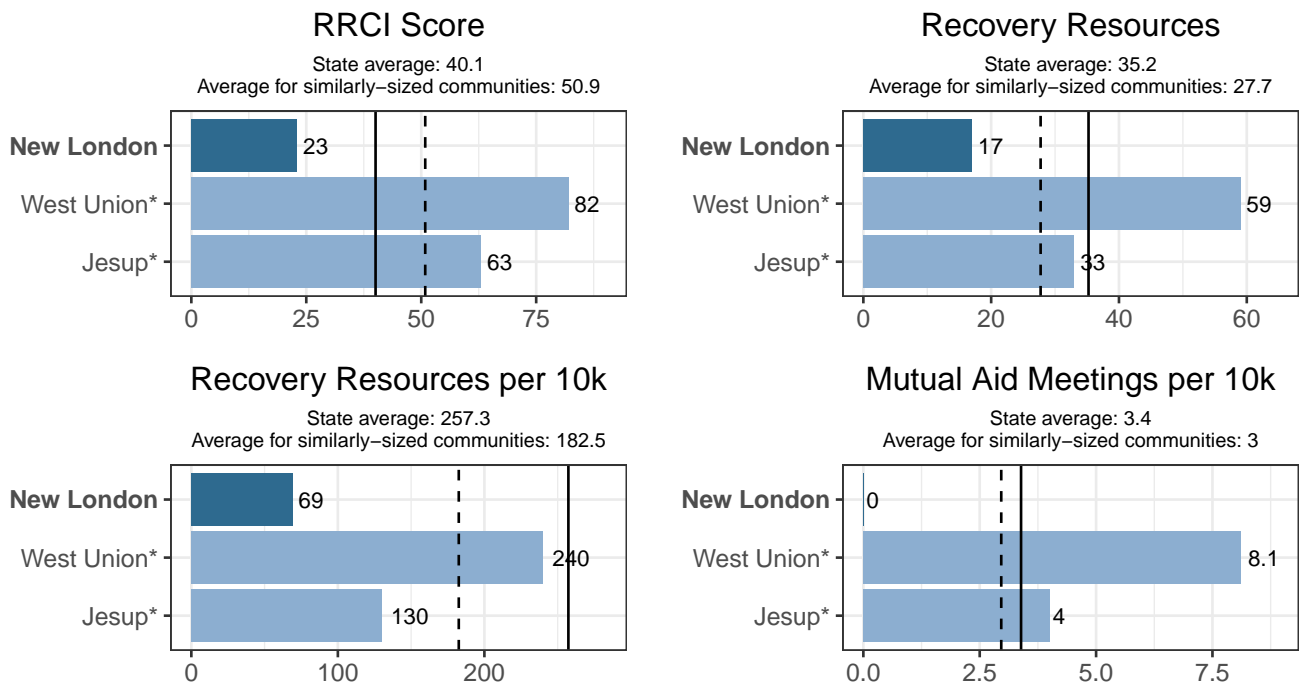 RRCI Score
State average: 40.1
Average for similarly−sized communities: 50.9
New London
23
West Union*
82
Jesup*
63
0 25 50 75
Recovery Resources
State average: 35.2
Average for similarly−sized communities: 27.7
New London
17
West Union*
59
Jesup*
33
0 20 40 60
Recovery Resources per 10k
State average: 257.3
Average for similarly−sized communities: 182.5
New London
69
West Union*
240
Jesup*
130
0 100 200
Mutual Aid Meetings per 10k
State average: 3.4
Average for similarly−sized communities: 3
New London
0
West Union*
8.1
Jesup*
4
0.0 2.5 5.0 7.5